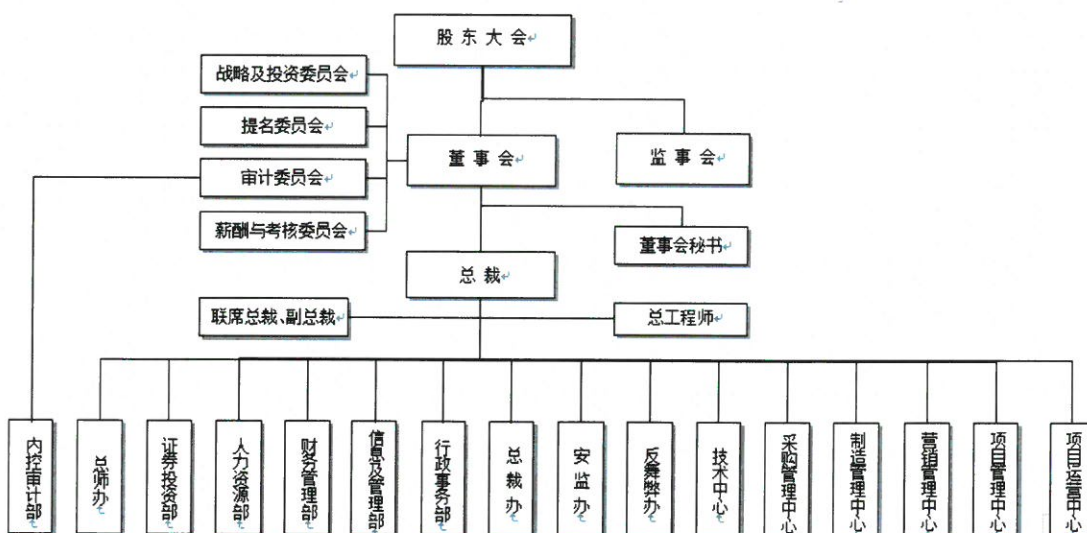 股东大会
战略及投资委员会
提名委员会
董事会
监事会
审计委员会
薪酬与考核委员会
董事会秘书
总裁
联席总裁、副总裁
总工程师
内控审计部
总师办
证券投资部
人力资源部
财务管理部
信息及管理部
行政事务部
总裁办
安监办
反舞弊办
技术中心
采购管理中心
制造管理中心
营销管理中心
项目管理中心
项目运营中心